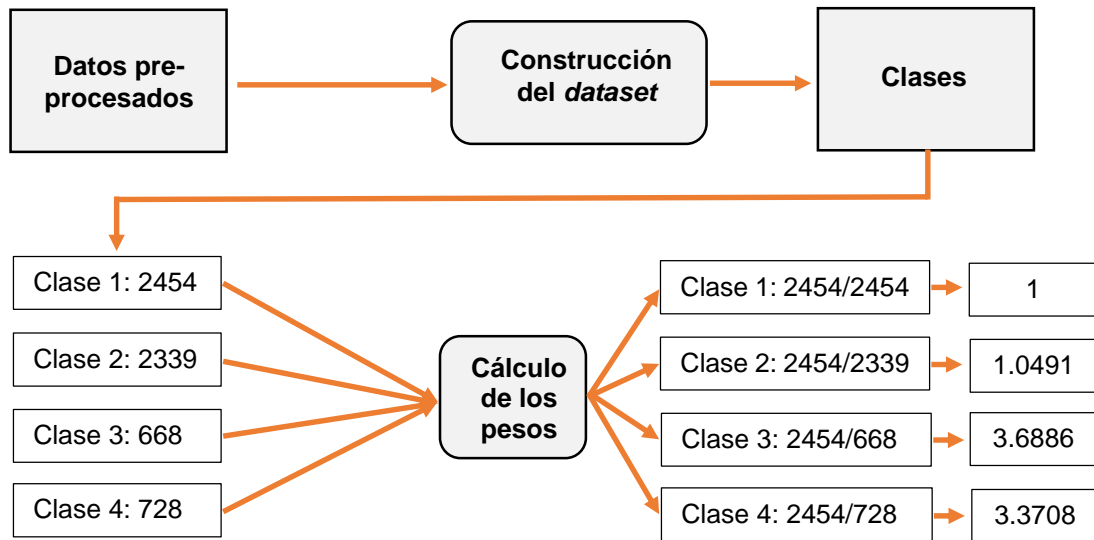 Datos pre-
procesados
Construcción
del dataset
Clases
Clase 1: 2454
Clase 2: 2339
Clase 3: 668
Clase 4: 728
Cálculo
de los
pesos
Clase 1: 2454/2454
1
Clase 2: 2454/2339
1.0491
Clase 3: 2454/668
3.6886
Clase 4: 2454/728
3.3708